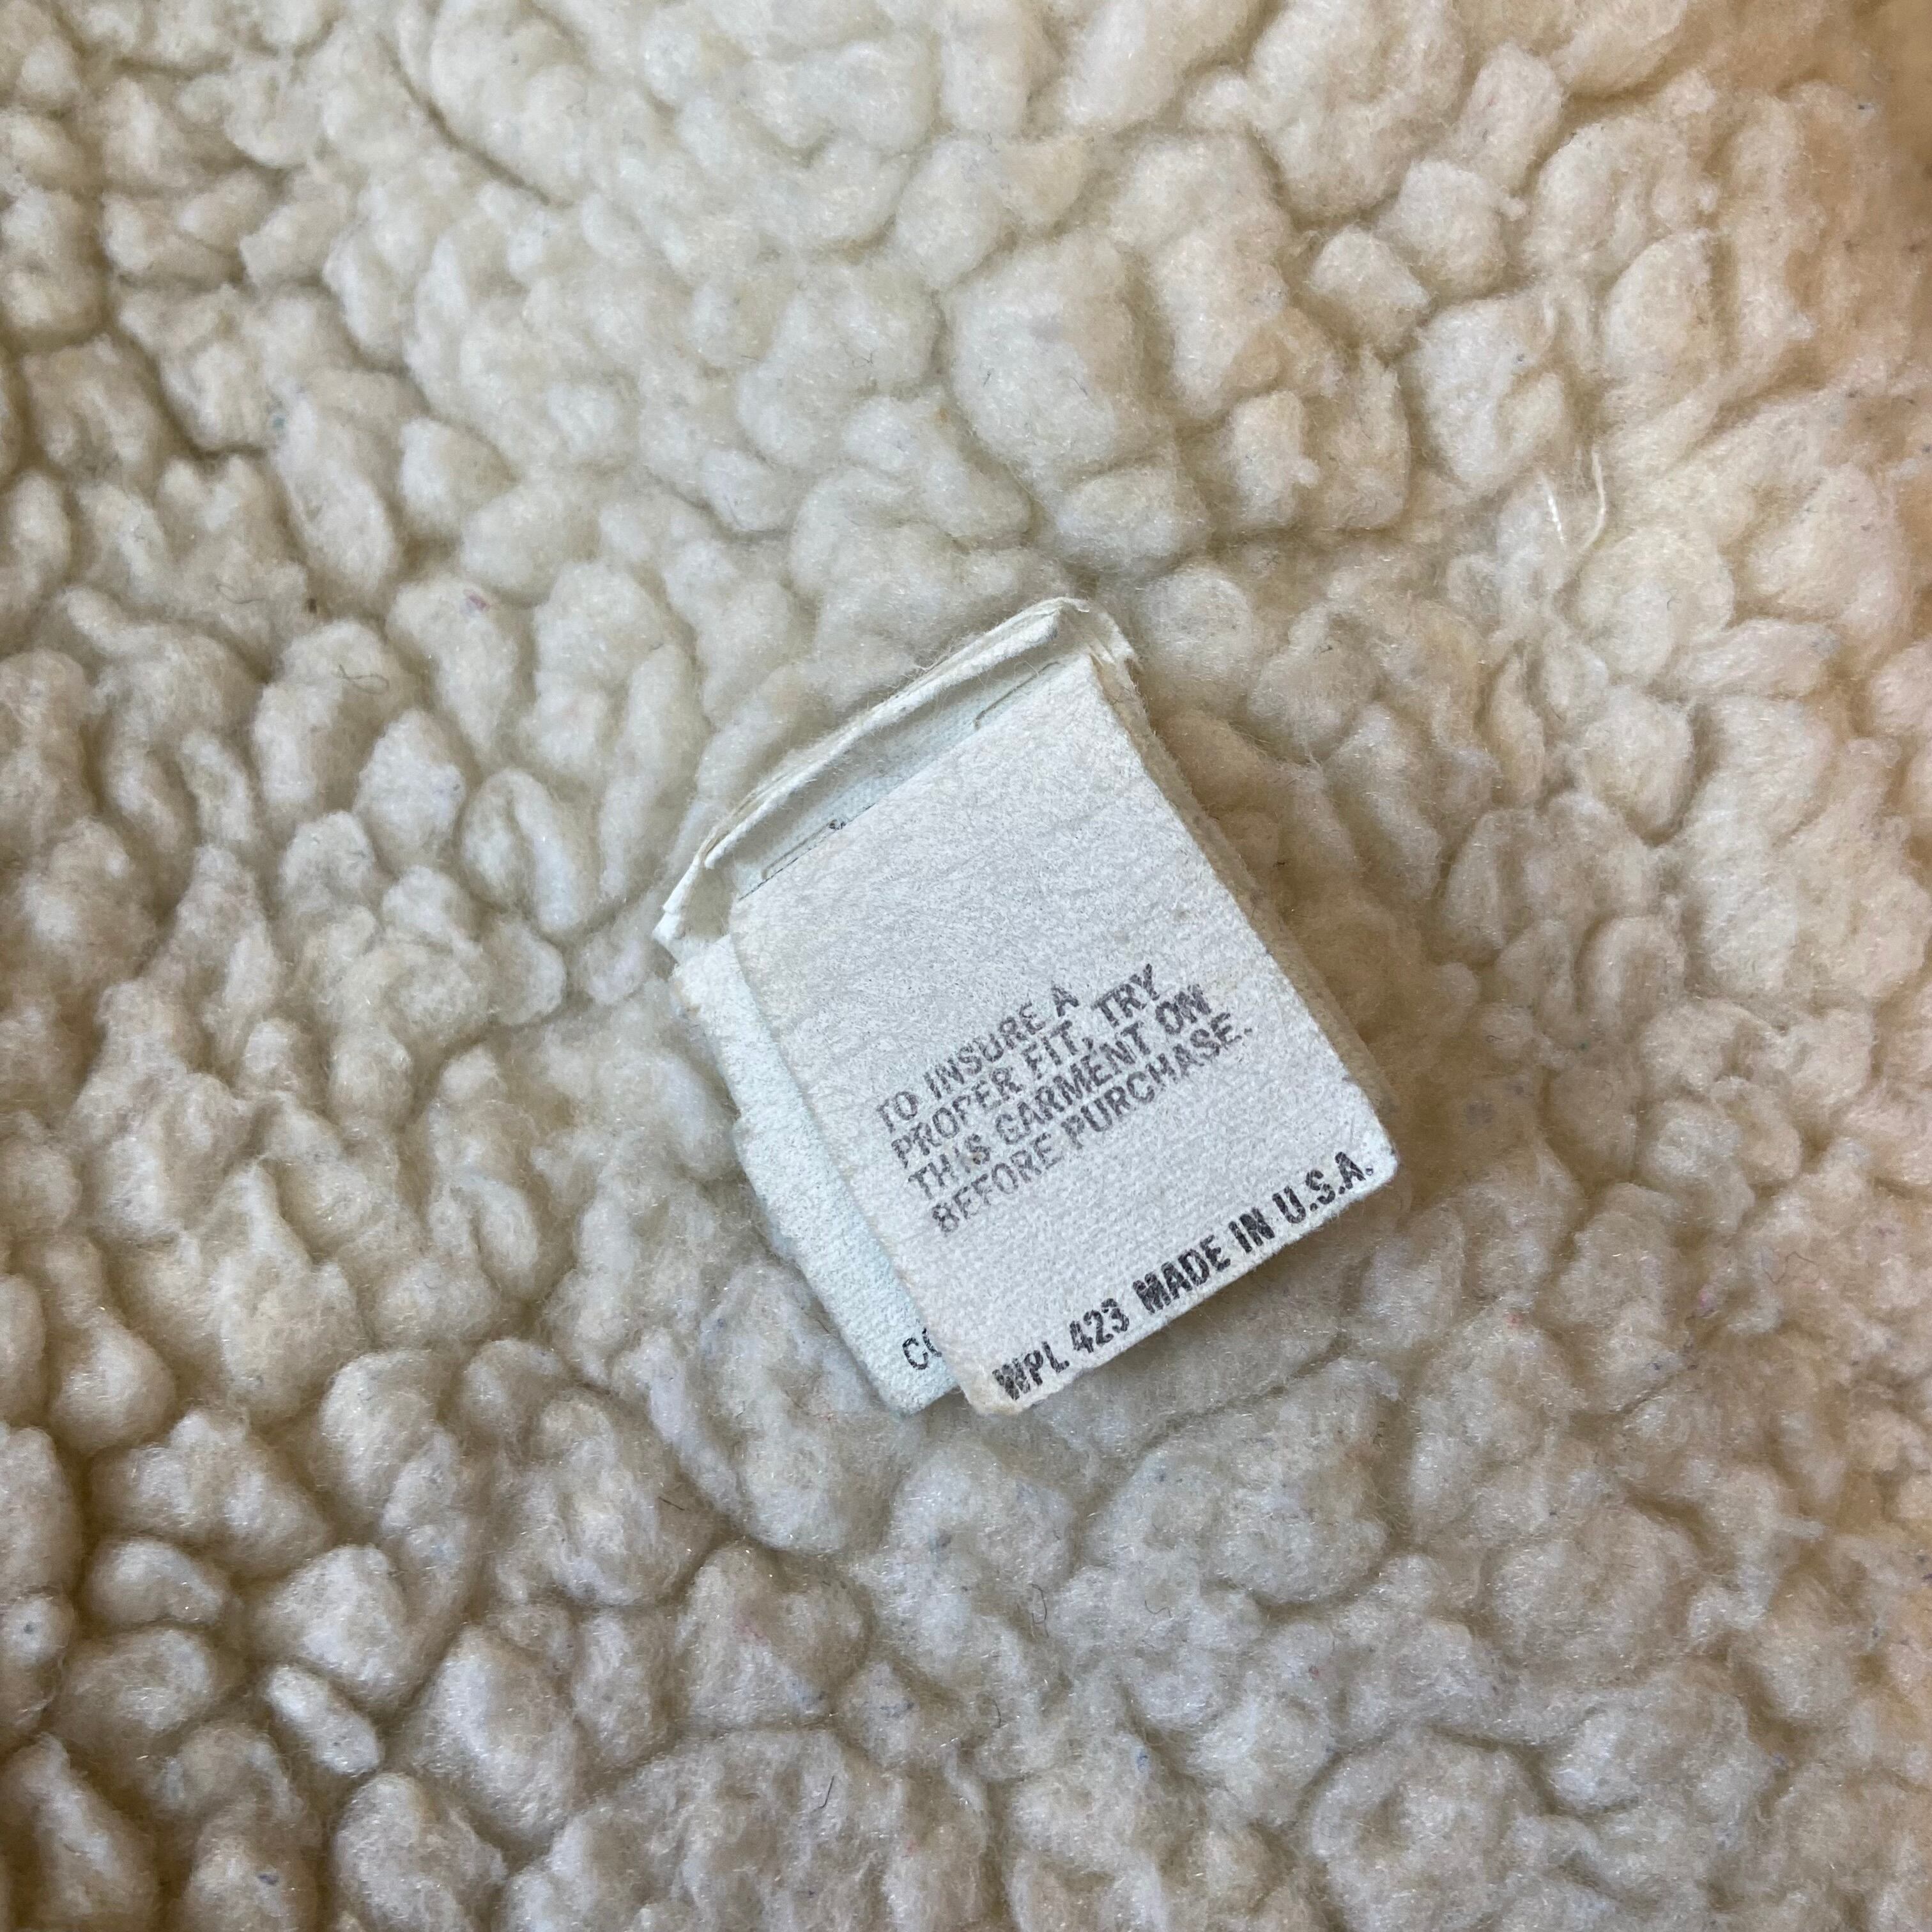 TO INSURE A
PROPER FIT, TRY
THIS GARMENT ON
BEFORE PURCHASE.
WPL 423 MADE IN U.S.A.